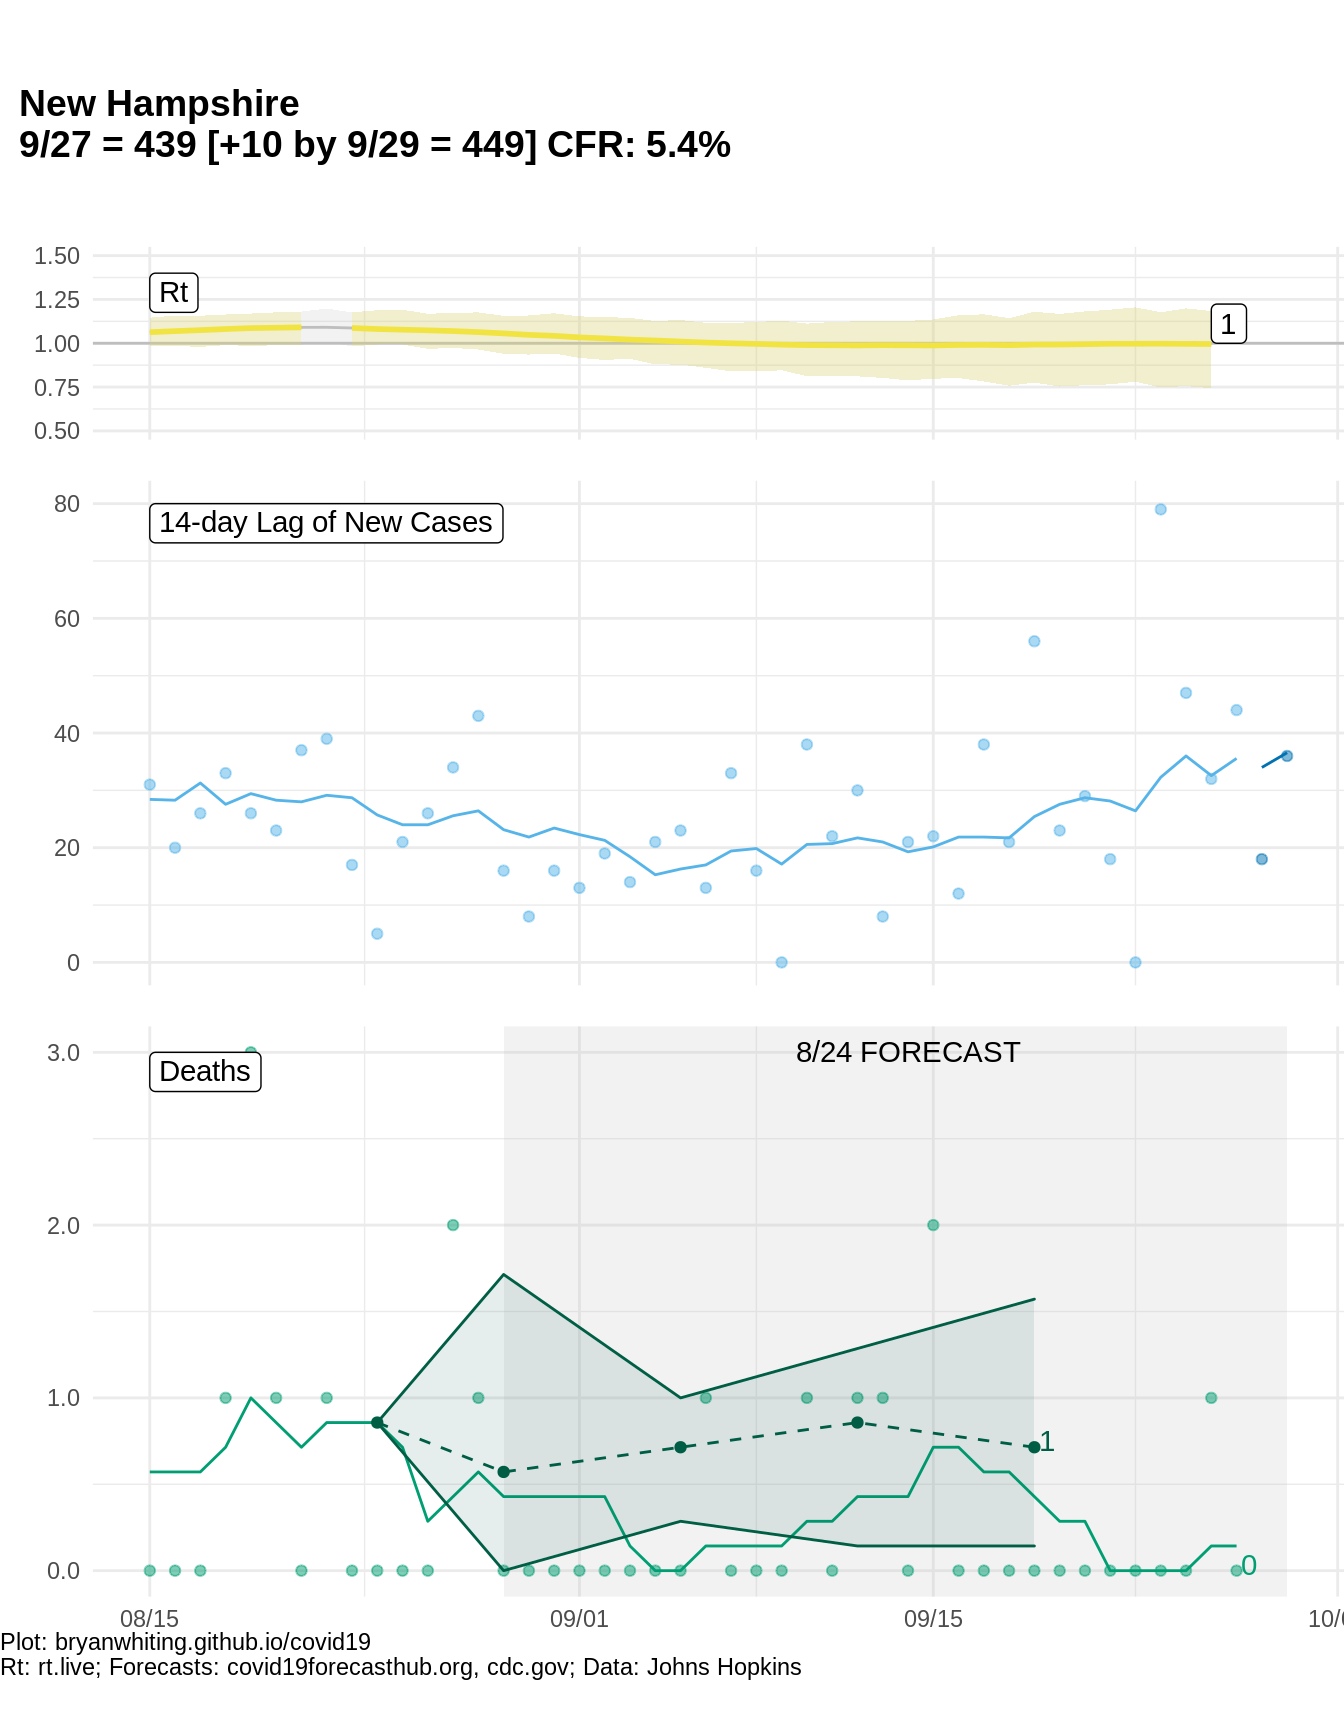 New Hampshire
9/27 = 439 [+10 by 9/29 = 449] CFR: 5.4%
1.50
1.25
1.00
0.75
0.50
Rt
1
80
60
40
20
0
14-day Lag of New Cases
3.0
2.0
1.0
0.0
Deaths
8/24 FORECAST
1
0
08/15
09/01
09/15
Plot: bryanwhiting.github.io/covid19
Rt: rt.live; Forecasts: covid19forecasthub.org, cdc.gov; Data: Johns Hopkins